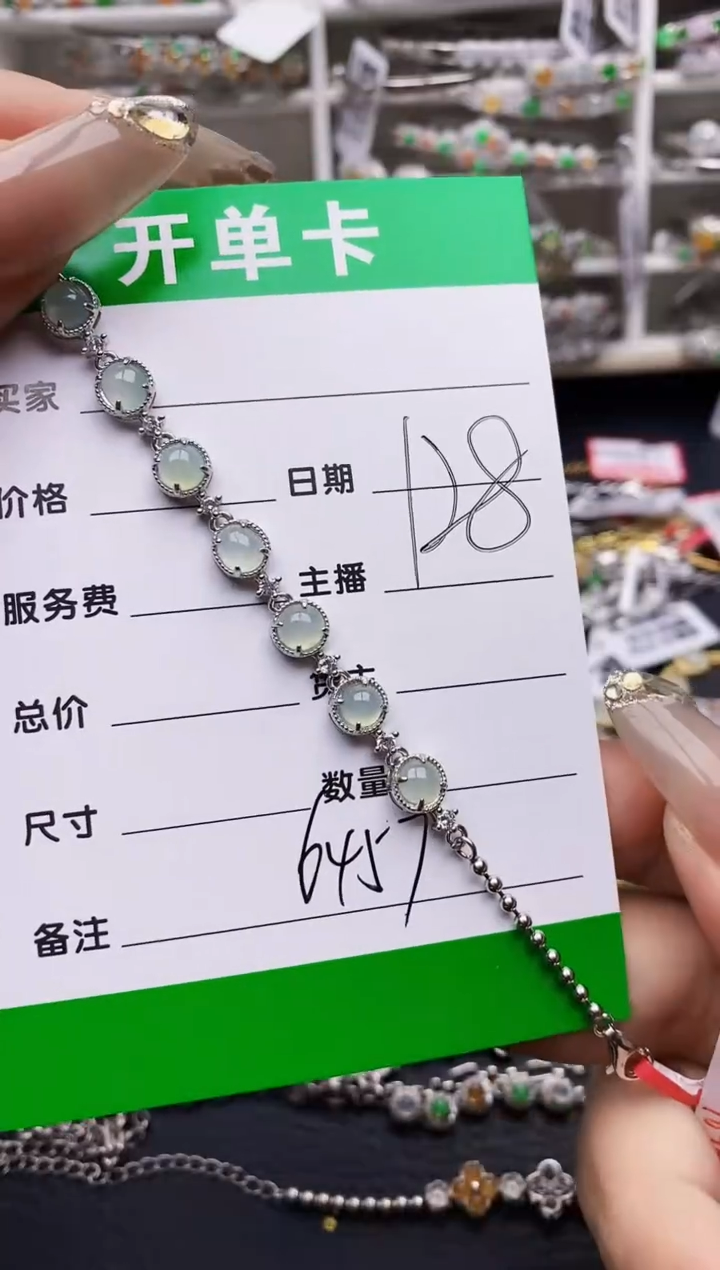 开单卡
买家
价格 日期 128
服务费 主播
总价
尺寸 数量
6457
备注